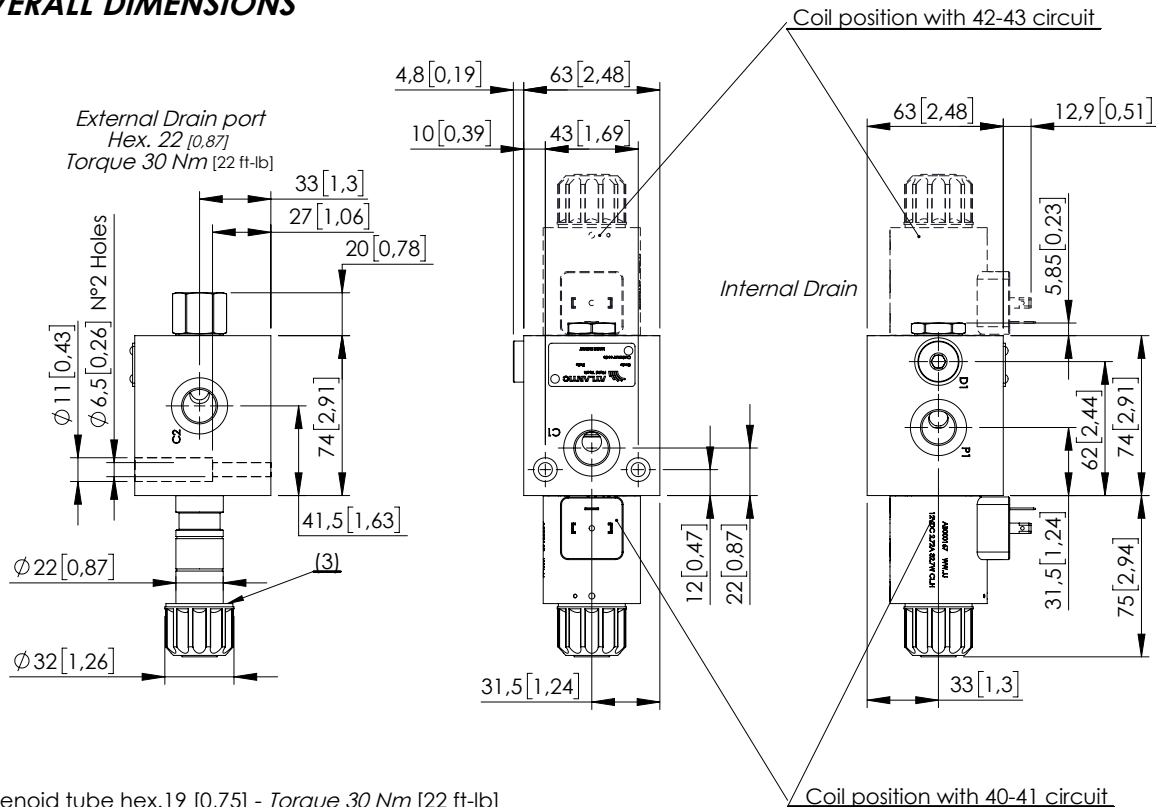 VERALL DIMENSIONS
Coil position with 42-43 circuit
4,8[0,19]
63[2,48]
63[2,48]
12,9[0,51]
External Drain port
Hex. 22 [0,87]
Torque 30 Nm [22 ft-lb]
10[0,39]
43[1,69]
33[1,3]
27[1,06]
20[0,78]
5,85[0,23]
Internal Drain
N°2 Holes
∅11[0,43]
∅6,5[0,26]
C
ATLANTIC
C2
C1
D1
P1
74[2,91]
62[2,44]
74[2,91]
41,5[1,63]
∅22[0,87]
(3)
12[0,47]
22[0,87]
31,5[1,24]
75[2,94]
∅32[1,26]
31,5[1,24]
33[1,3]
enoid tube hex.19 [0,75] - Torque 30 Nm [22 ft-lb]
Coil position with 40-41 circuit